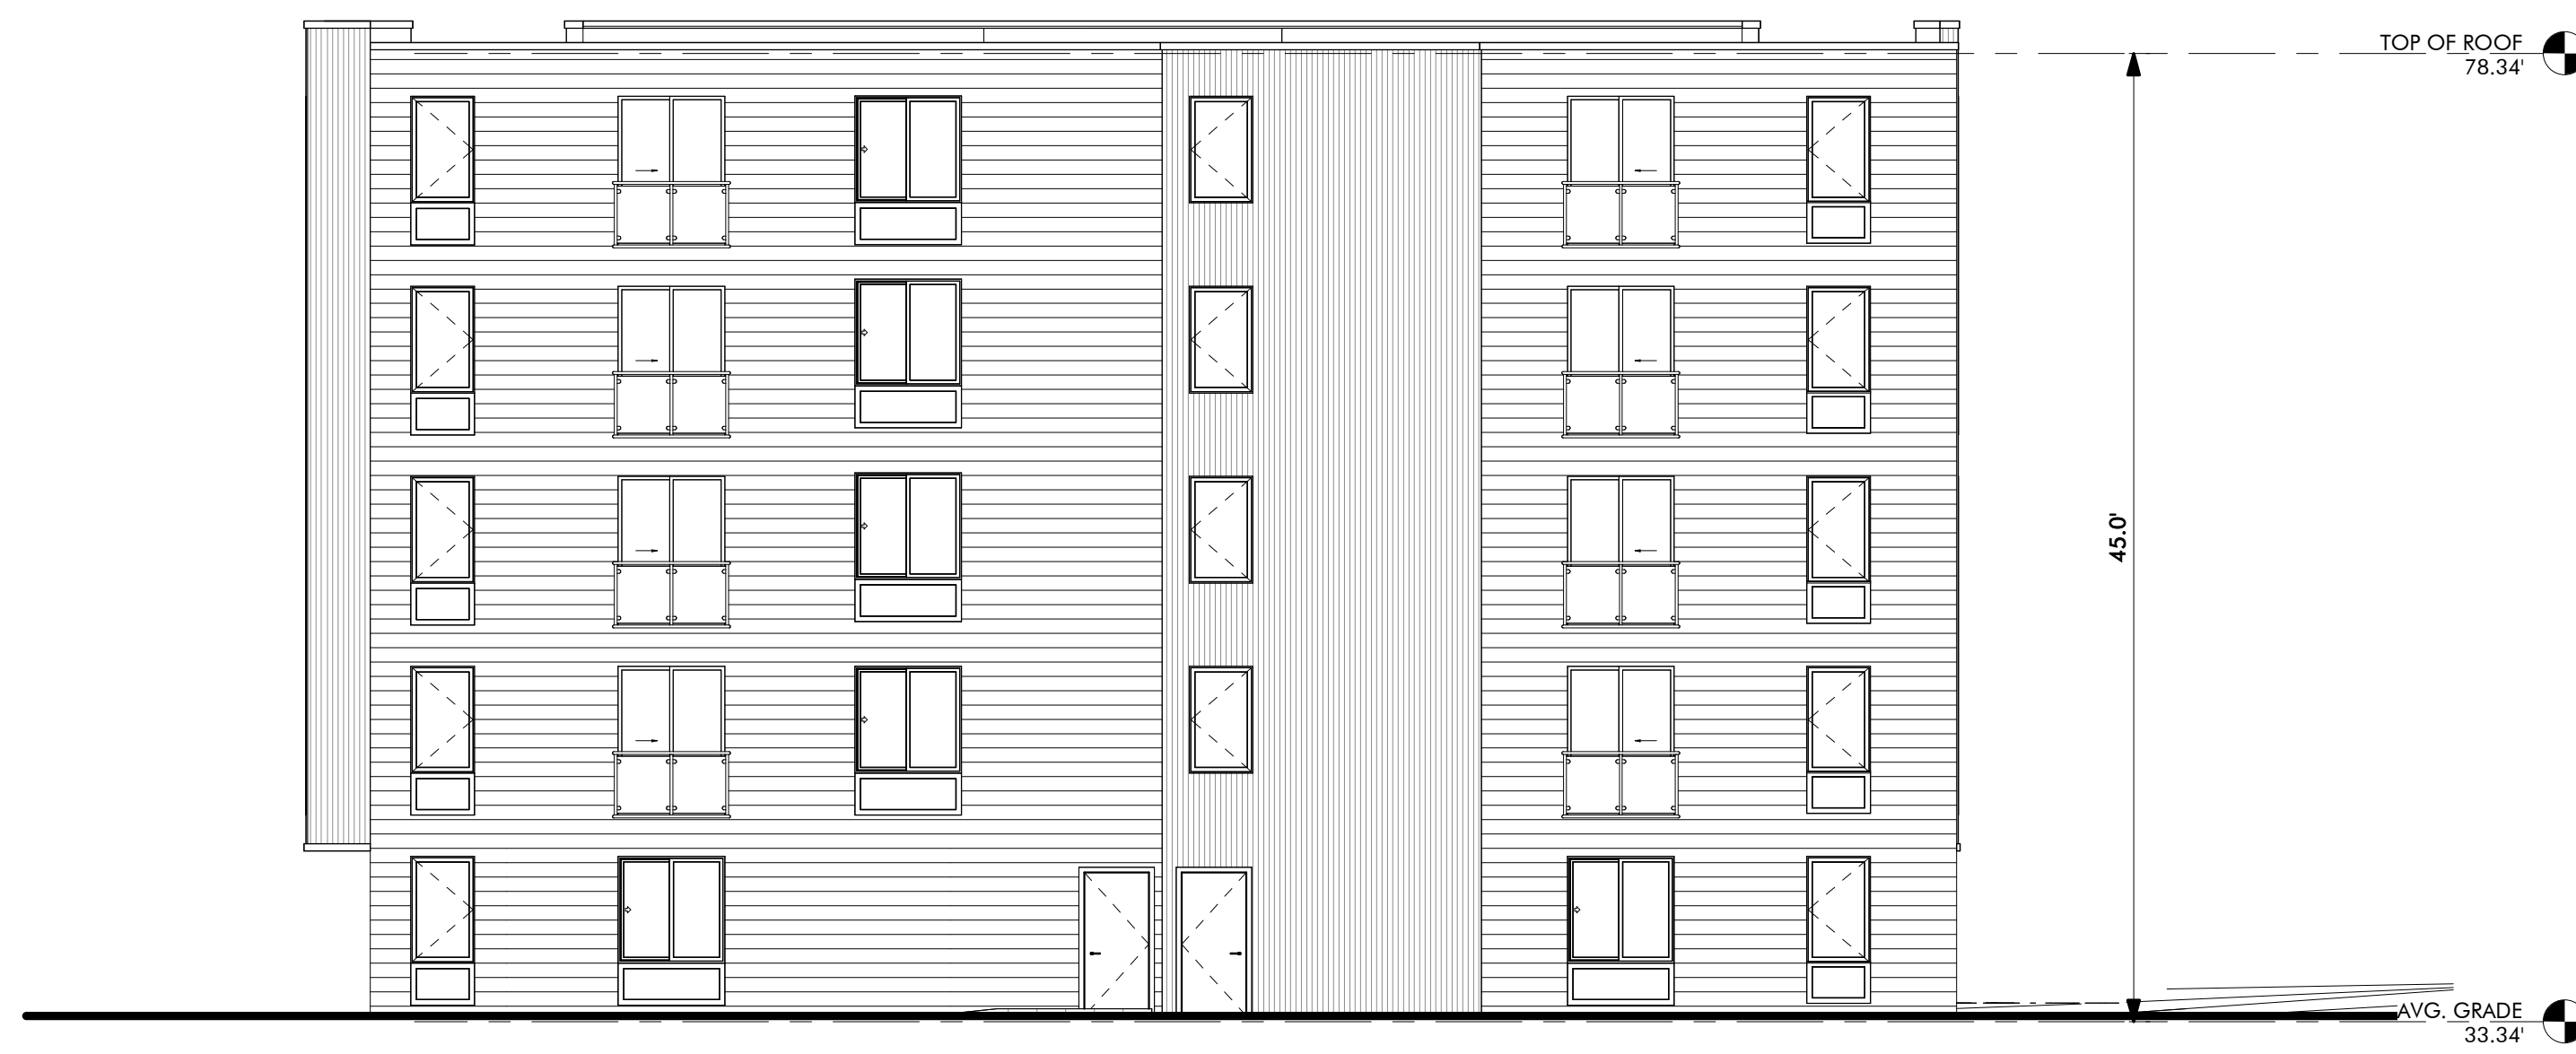 TOP OF ROOF
78.34'
45.0'
AVG. GRADE
33.34'